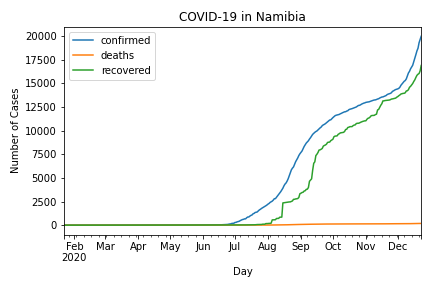 COVID-19 in Namibia
confirmed
deaths
recovered
Number of Cases
20000
17500
15000
12500
10000
7500
5000
2500
0
Feb Mar Apr May Jun Jul Aug Sep Oct Nov Dec
2020
Day